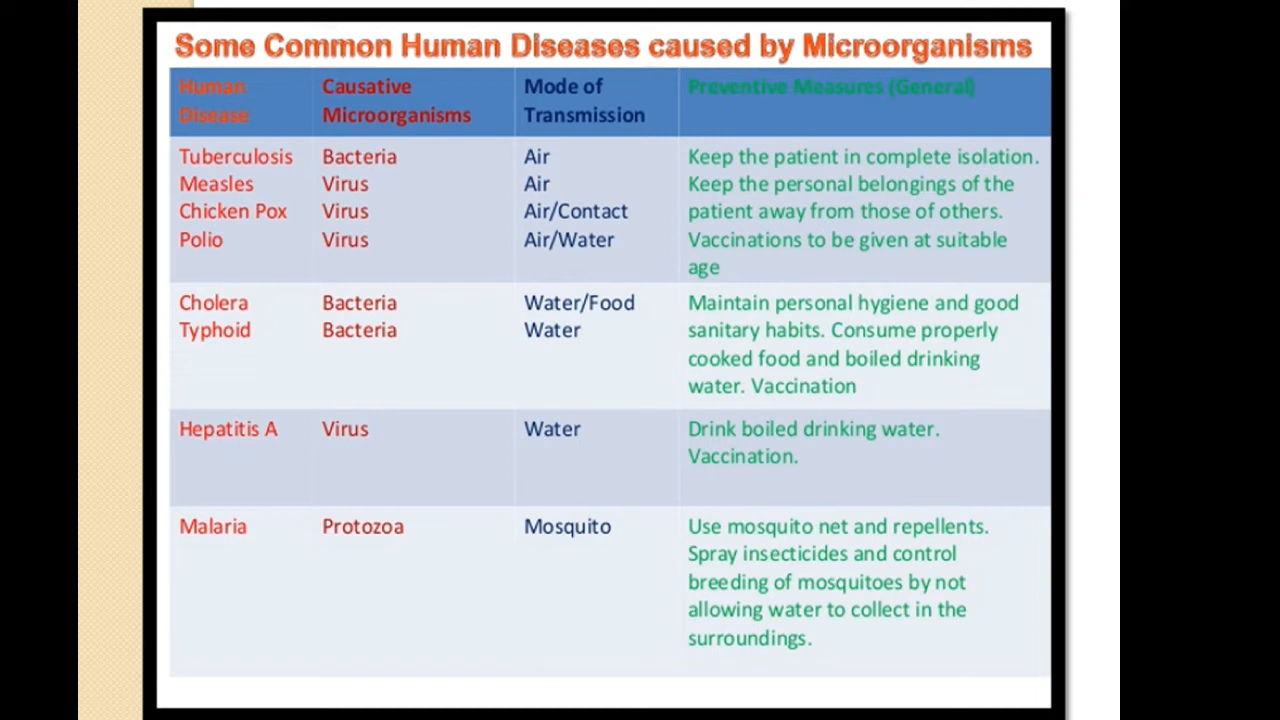 Some Common Human Diseases caused by Microorganisms
Human Disease
Causative Microorganisms
Mode of Transmission
Preventive Measures (General)
Tuberculosis Bacteria Air Keep the patient in complete isolation.
Measles Virus Air Keep the personal belongings of the
Chicken Pox Virus Air/Contact patient away from those of others.
Polio Virus Air/Water Vaccinations to be given at suitable
age
Cholera Bacteria Water/Food Maintain personal hygiene and good
Typhoid Bacteria Water sanitary habits. Consume properly
cooked food and boiled drinking
water. Vaccination
Hepatitis A Virus Water Drink boiled drinking water.
Vaccination.
Malaria Protozoa Mosquito Use mosquito net and repellents.
Spray insecticides and control
breeding of mosquitoes by not
allowing water to collect in the
surroundings.